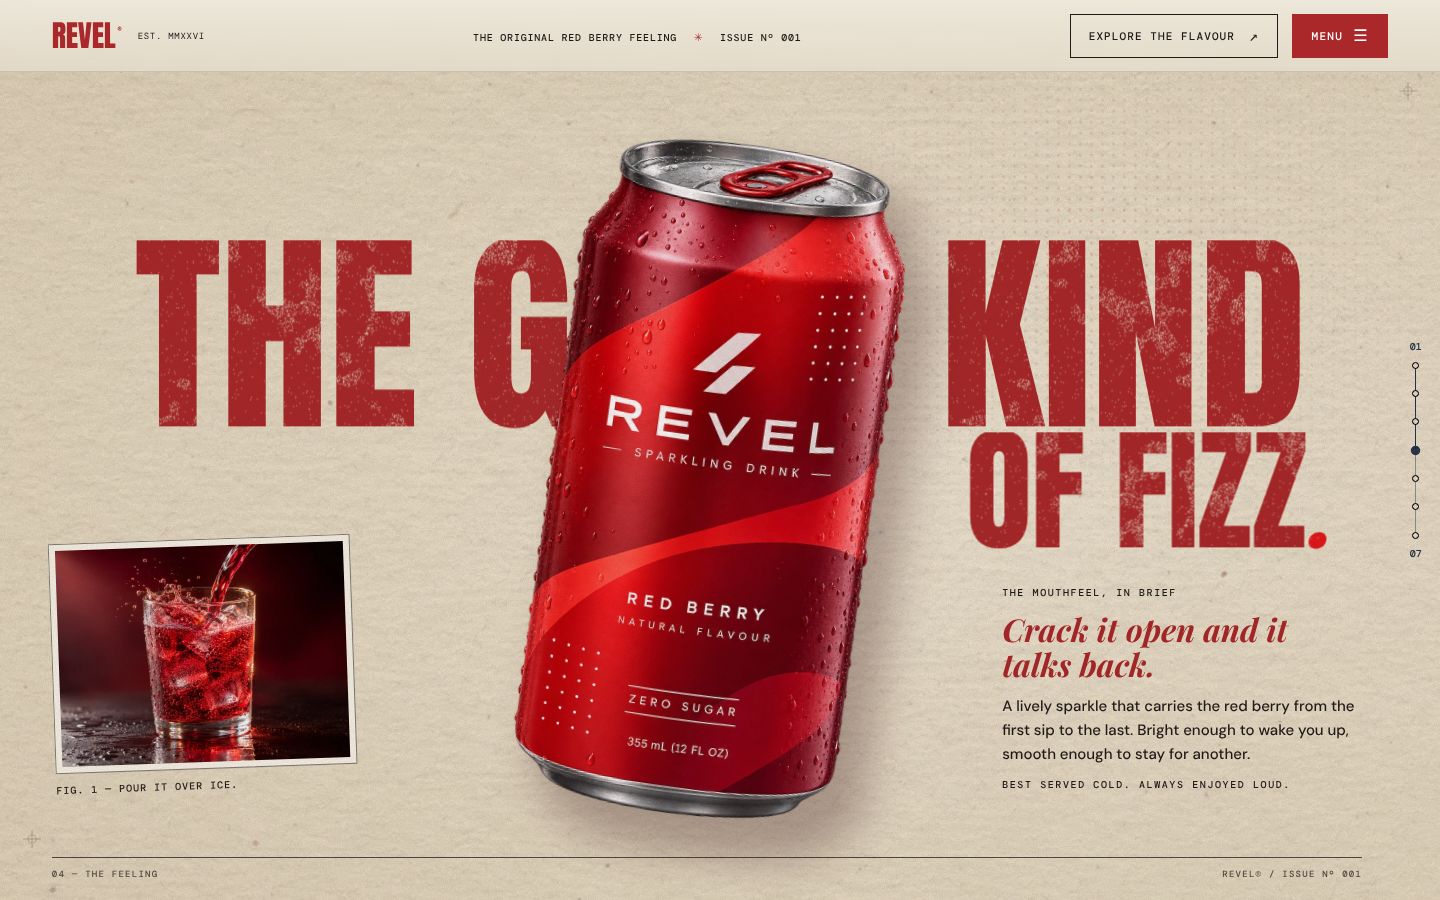 REVEL® EST. MMXXVI
THE ORIGINAL RED BERRY FEELING ✳ ISSUE Nº 001
EXPLORE THE FLAVOUR ↗
MENU ☰
THE G KIND
OF FIZZ.
REVEL
— SPARKLING DRINK —
RED BERRY
NATURAL FLAVOUR
ZERO SUGAR
355 mL (12 FL OZ)
01
07
FIG. 1 — POUR IT OVER ICE.
THE MOUTHFEEL, IN BRIEF
Crack it open and it
talks back.
A lively sparkle that carries the red berry from the
first sip to the last. Bright enough to wake you up,
smooth enough to stay for another.
BEST SERVED COLD. ALWAYS ENJOYED LOUD.
04 — THE FEELING
REVEL® / ISSUE Nº 001